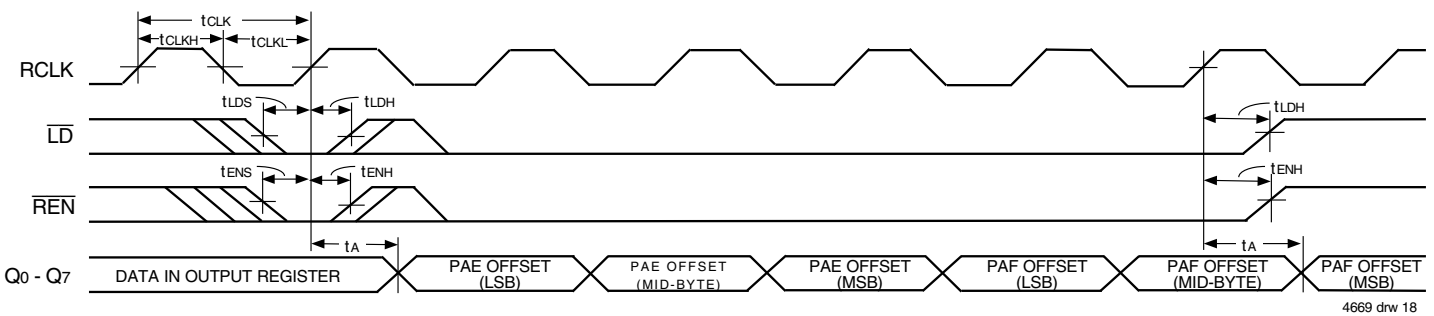 tCLK
tCLKH
tCLKL
RCLK
tLDS
tLDH
tLDH
LD
tENS
tENH
tENH
REN
tA
tA
Q0 - Q7
DATA IN OUTPUT REGISTER
PAE OFFSET
(LSB)
PAE OFFSET
(MID-BYTE)
PAE OFFSET
(MSB)
PAF OFFSET
(LSB)
PAF OFFSET
(MID-BYTE)
PAF OFFSET
(MSB)
4669 drw 18